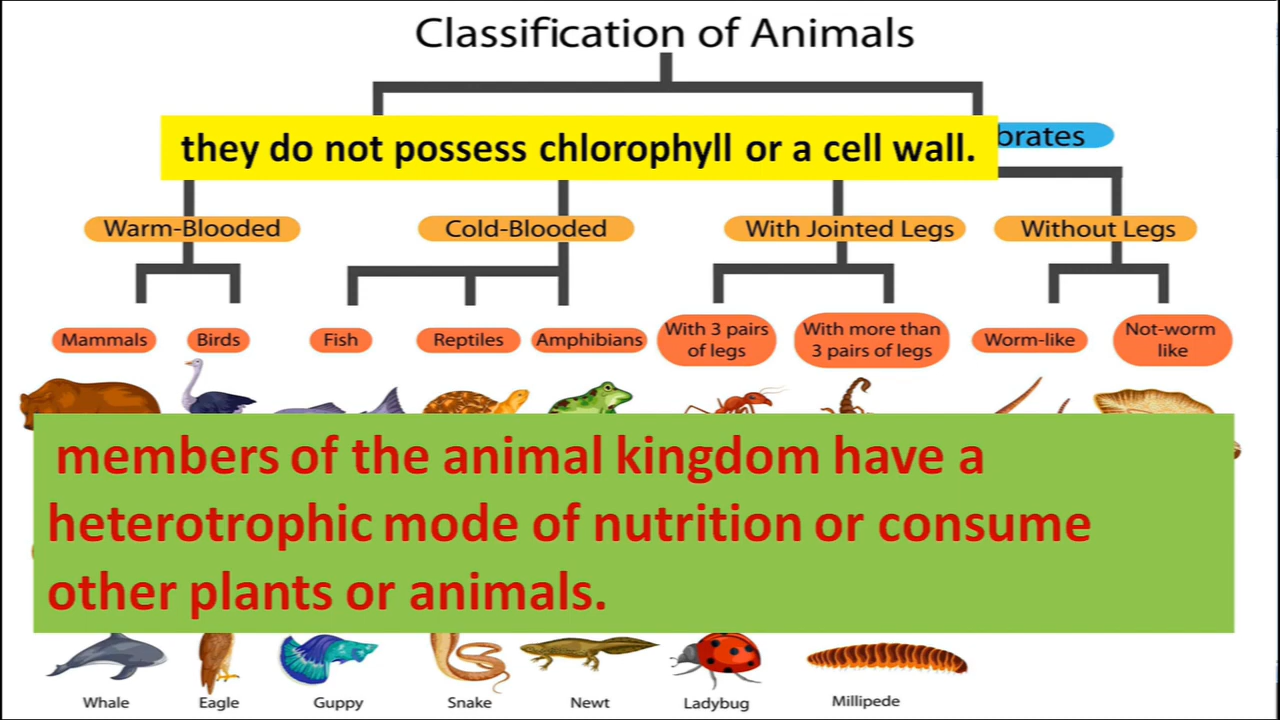 Classification of Animals
they do not possess chlorophyll or a cell wall.
brates
Warm-Blooded
Cold-Blooded
With Jointed Legs
Without Legs
Mammals
Birds
Fish
Reptiles
Amphibians
With 3 pairs
of legs
With more than
3 pairs of legs
Worm-like
Not-worm
like
members of the animal kingdom have a
heterotrophic mode of nutrition or consume
other plants or animals.
Whale
Eagle
Guppy
Snake
Newt
Ladybug
Millipede